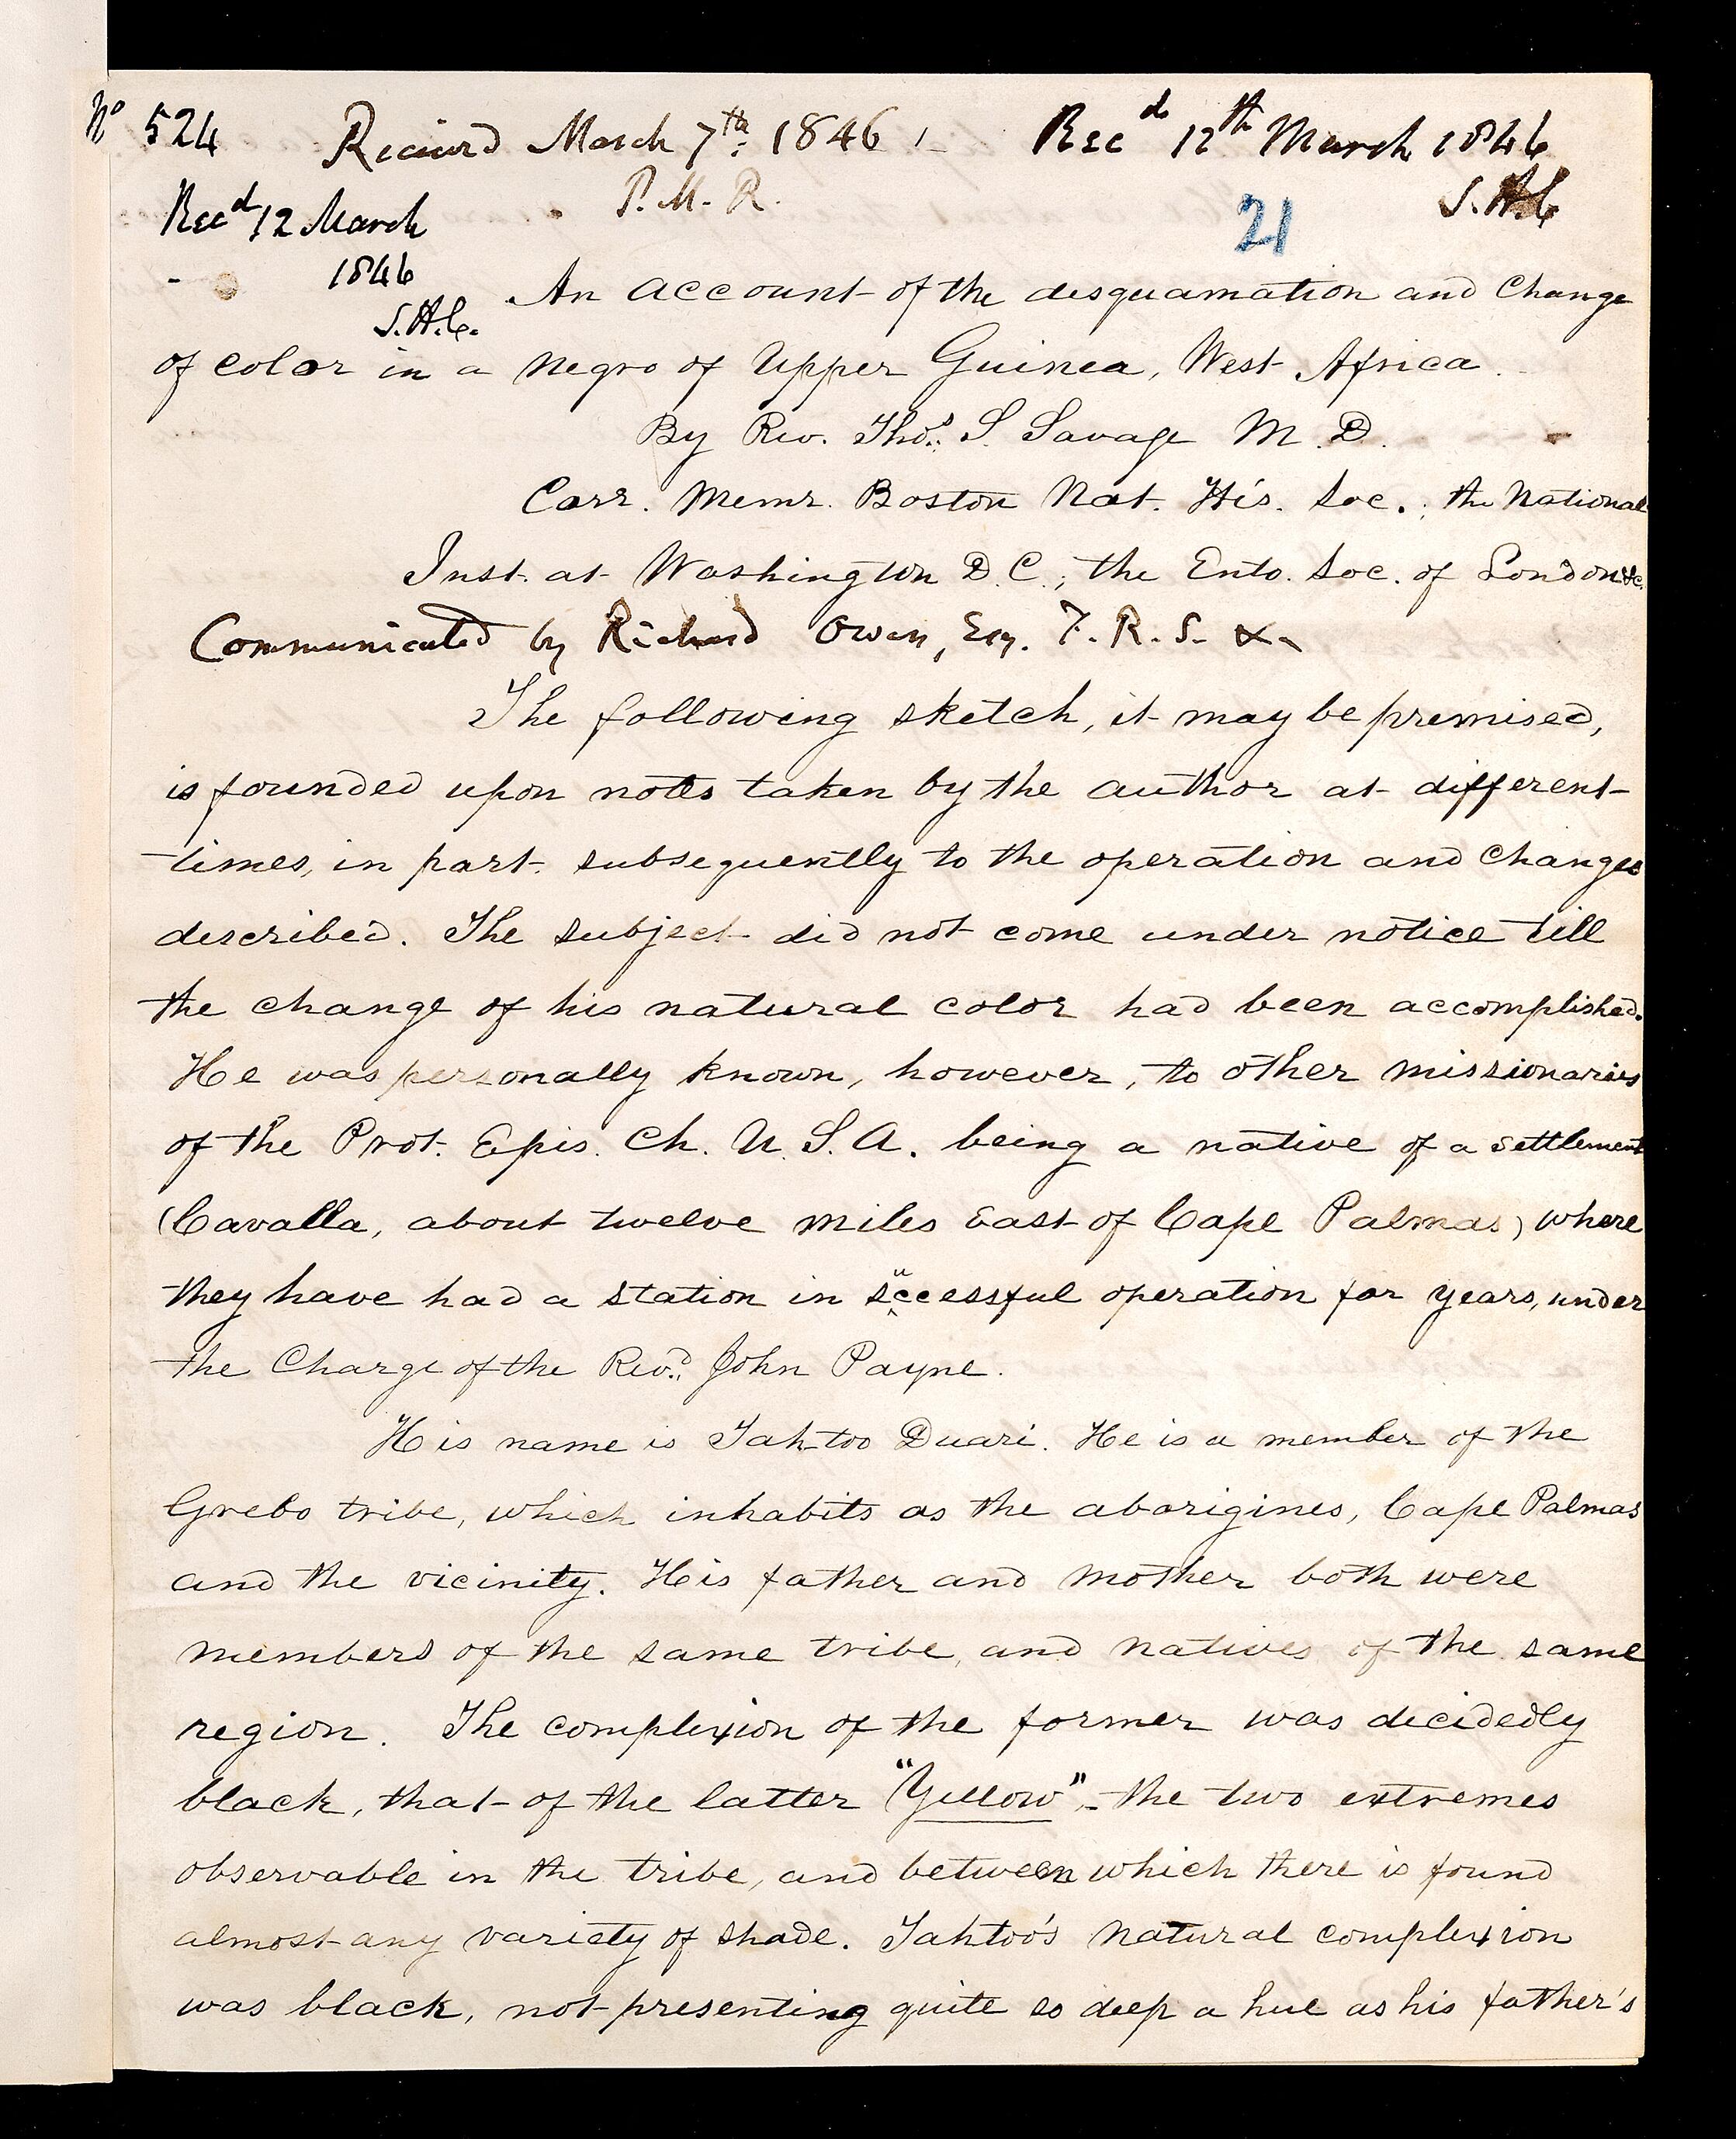 No 524 Received March 7th: 1846 Recd 12th March 1846
P.M.R. S.H.C
Recd 12 March 21
1846
S.H.C.
An account of the desquamation and change
of color in a negro of Upper Guinea, West Africa.
By Rev. Thos. S. Savage M.D.
Corr. Memr. Boston Nat. His. Soc.; the National
Inst. at Washington D.C.; the Ento. Soc. of London &c.
Communicated by Richard Owen, Esq. F.R.S. &c
The following sketch, it may be premised,
is founded upon notes taken by the author at different
times, in part subsequently to the operation and changes
described. The subject did not come under notice till
the change of his natural color had been accomplished.
He was personally known, however, to other missionaries
of the Prot. Epis. Ch. U.S.A. being a native of a settlement
(Cavalla, about twelve miles East of Cape Palmas) where
they have had a station in successful operation for years, under
the Charge of the Revd. John Payne.
His name is Tahtoo Duari. He is a member of the
Grebo tribe, which inhabits as the aborigines, Cape Palmas
and the vicinity. His father and mother both were
members of the same tribe, and natives of the same
region. The complexion of the former was decidedly
black, that of the latter "Yellow", – the two extremes
observable in the tribe, and between which there is found
almost any variety of shade. Tahtoo's natural complexion
was black, not presenting quite so deep a hue as his father's